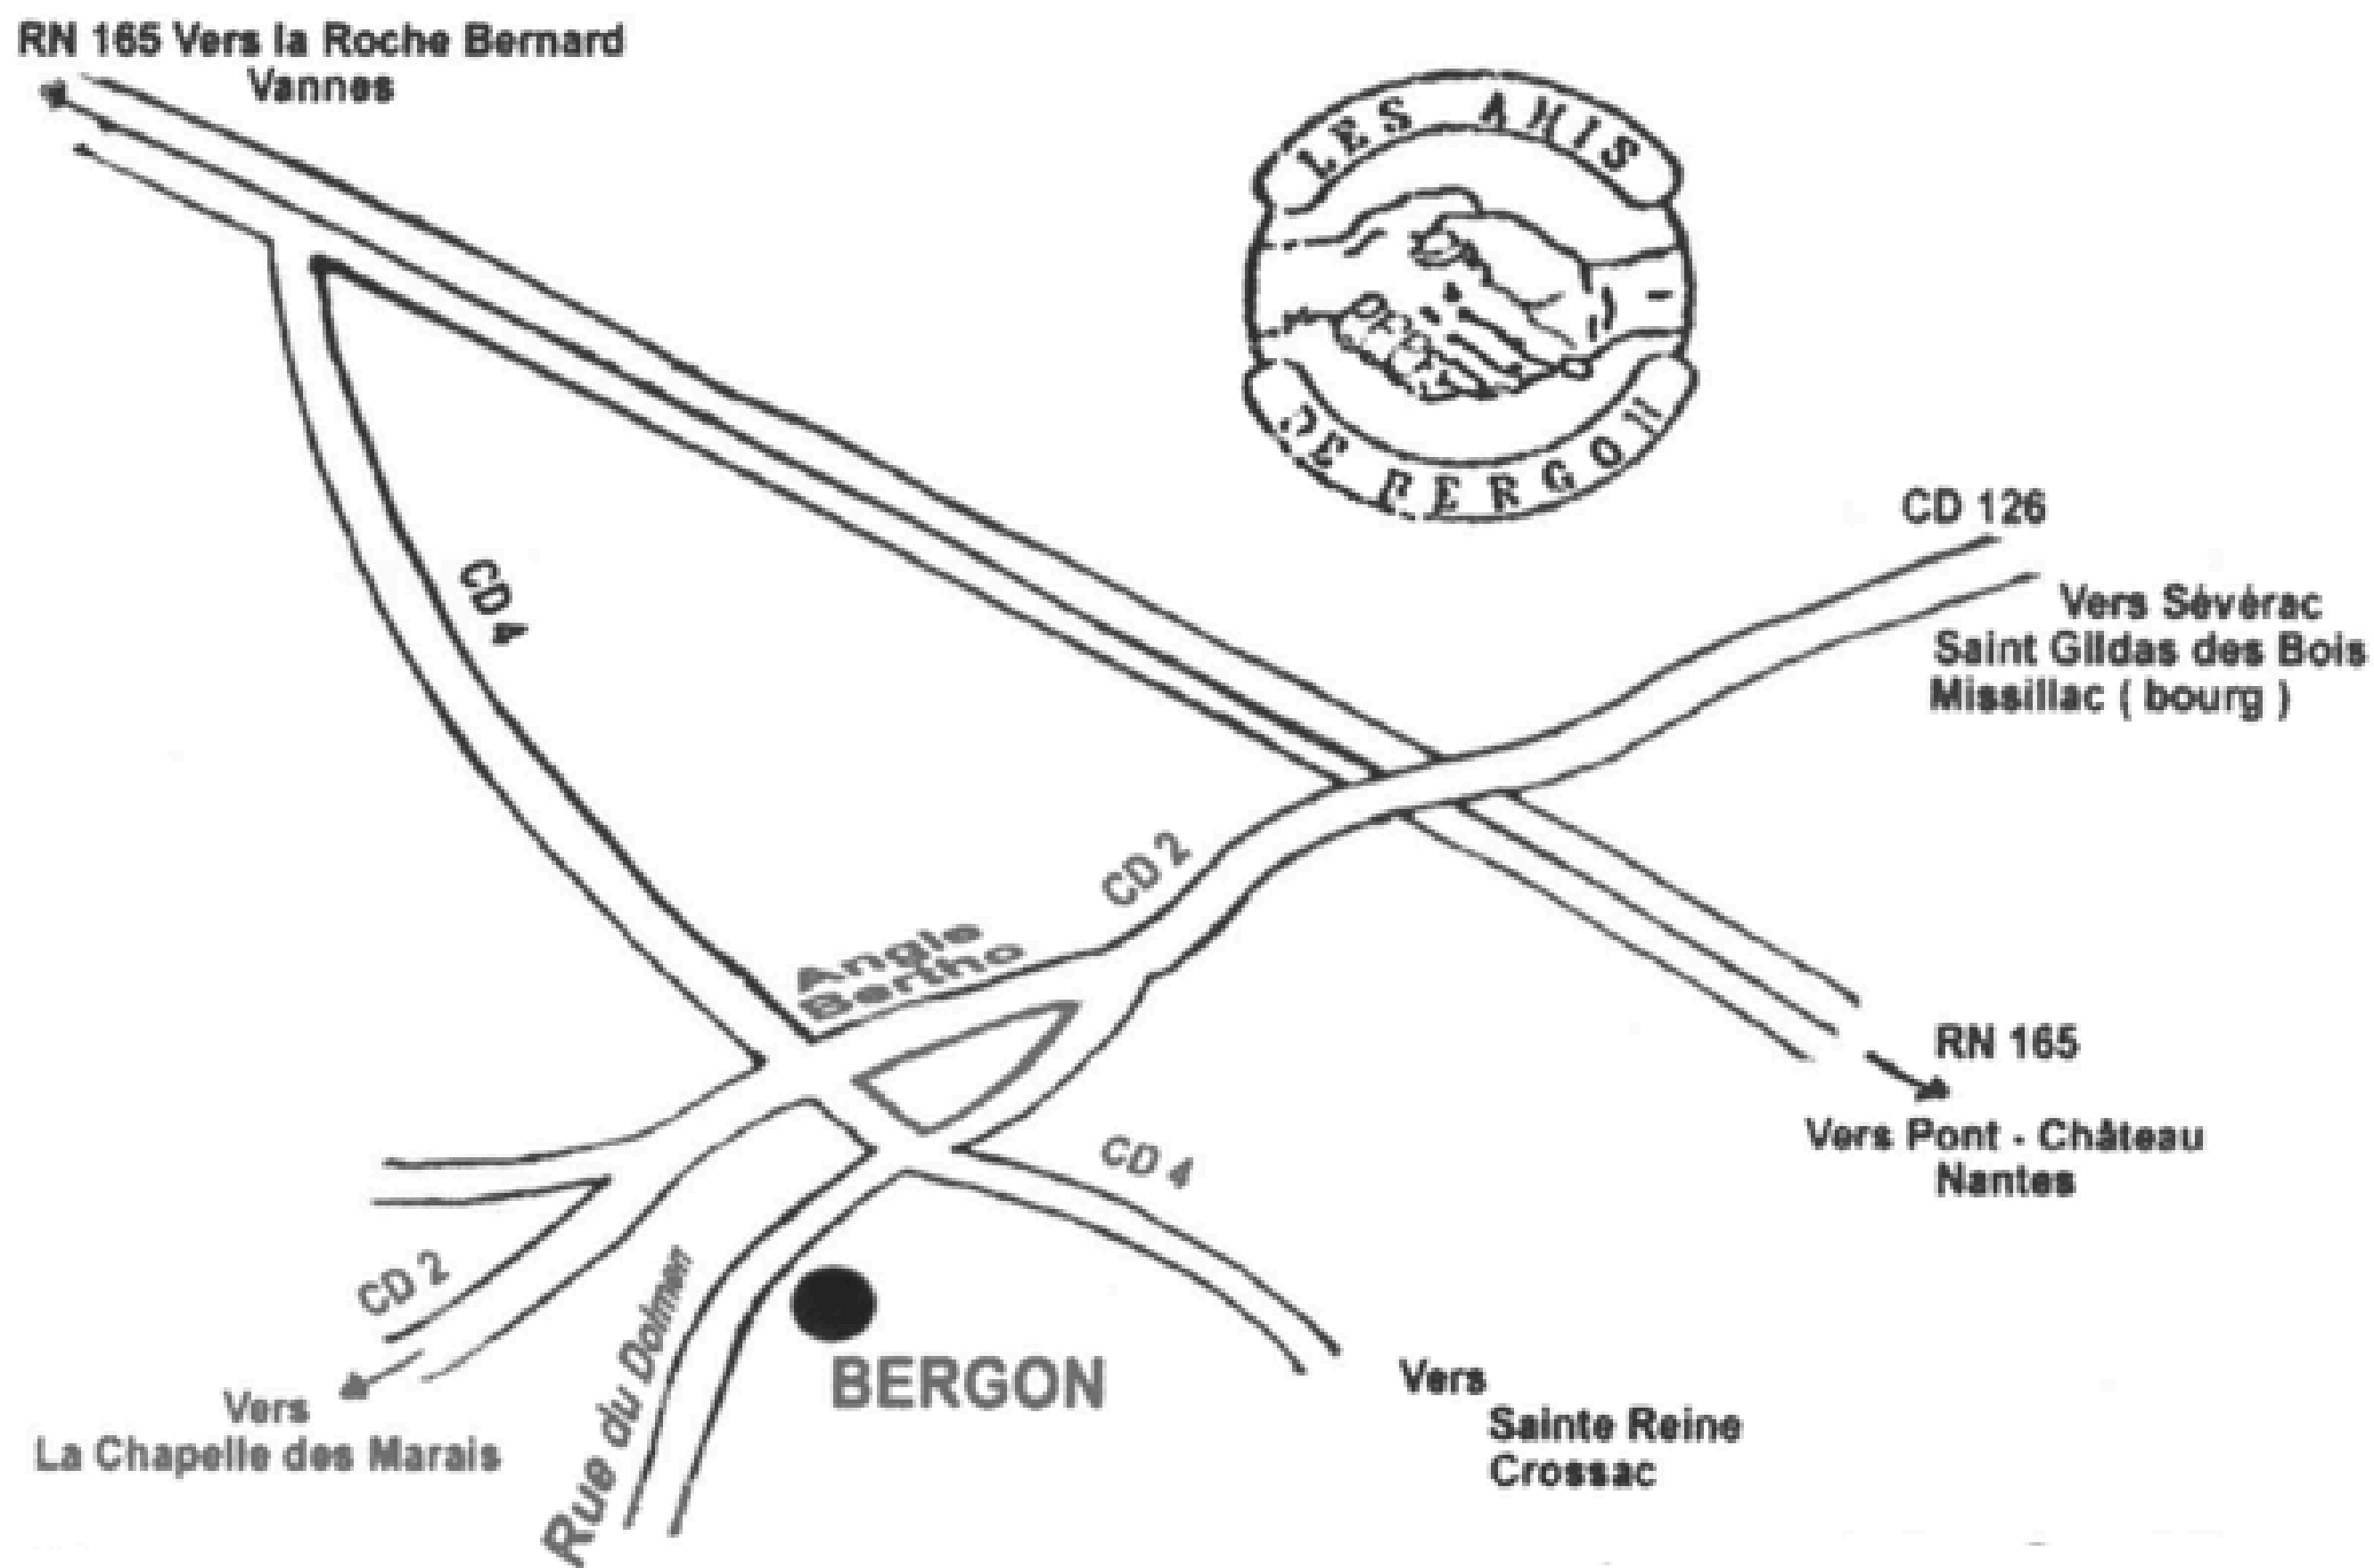 RN 165 Vers la Roche Bernard
Vannes
LES AMIS
DE BERGON
CD 126
Vers Sévérac
Saint Gildas des Bois
Missillac ( bourg )
CD 4
CD 2
Angle
Bertho
RN 165
Vers Pont - Château
Nantes
CD 4
CD 2
Rue du Dolmen
BERGON
Vers
La Chapelle des Marais
Vers
Sainte Reine
Crossac